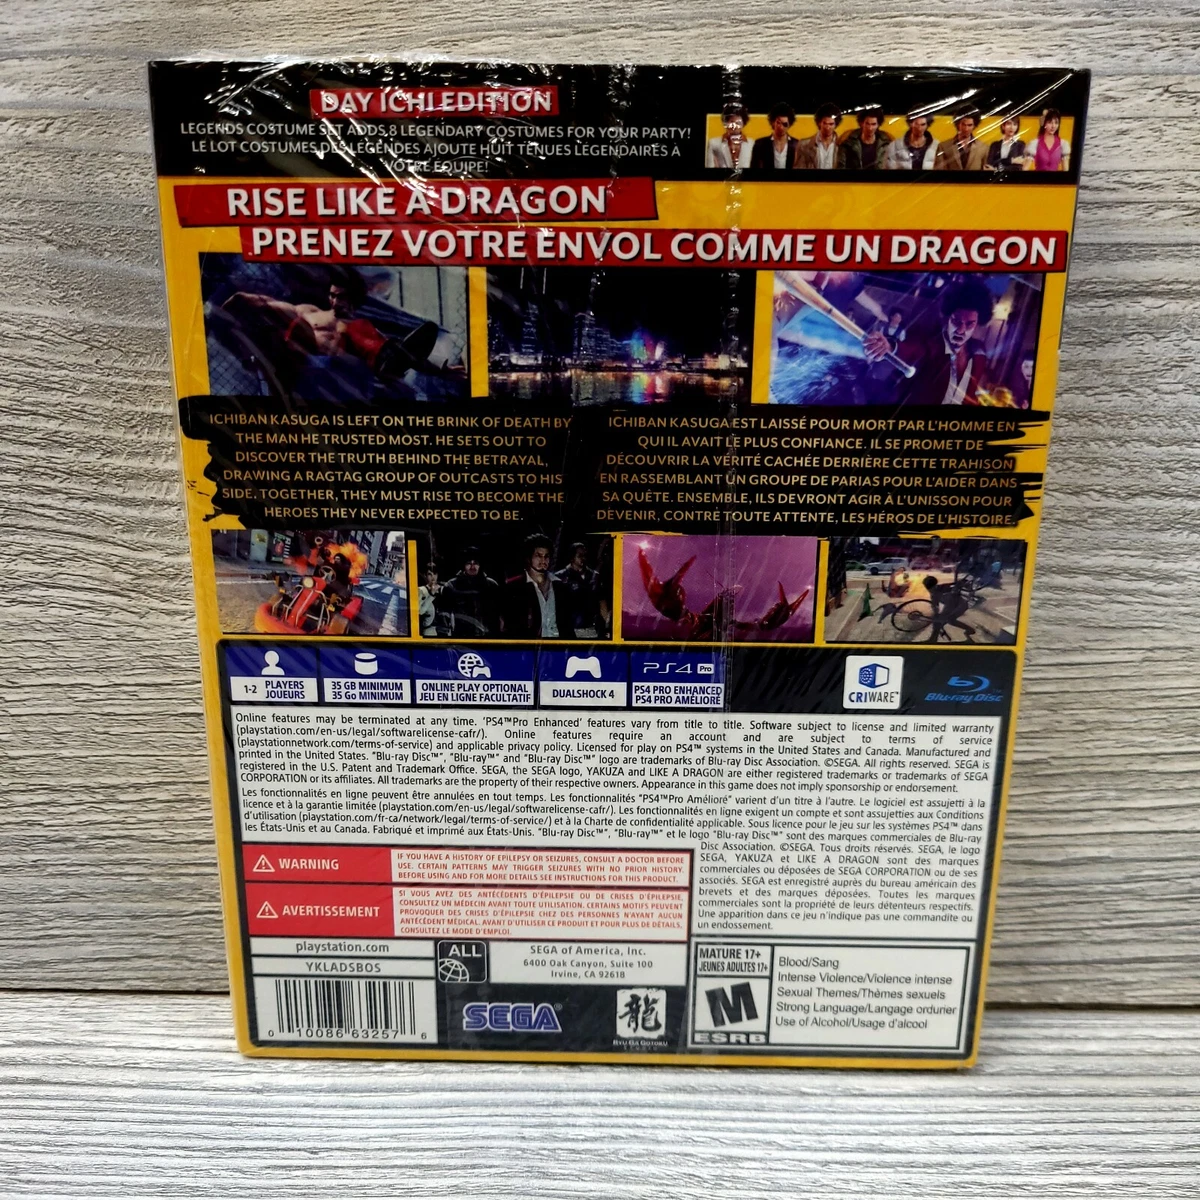 DAY ICHI EDITION
LEGENDS COSTUME SET ADDS 8 LEGENDARY COSTUMES FOR YOUR PARTY!
LE LOT COSTUMES DES LÉGENDES AJOUTE HUIT TENUES LÉGENDAIRES À
VOTRE ÉQUIPE!
RISE LIKE A DRAGON
PRENEZ VOTRE ENVOL COMME UN DRAGON
ICHIBAN KASUGA IS LEFT ON THE BRINK OF DEATH BY
THE MAN HE TRUSTED MOST. HE SETS OUT TO
DISCOVER THE TRUTH BEHIND THE BETRAYAL,
DRAWING A RAGTAG GROUP OF OUTCASTS TO HIS
SIDE. TOGETHER, THEY MUST RISE TO BECOME THE
HEROES THEY NEVER EXPECTED TO BE.
ICHIBAN KASUGA EST LAISSÉ POUR MORT PAR L'HOMME EN
QUI IL AVAIT LE PLUS CONFIANCE. IL SE PROMET DE
DÉCOUVRIR LA VÉRITÉ CACHÉE DERRIÈRE CETTE TRAHISON
EN RASSEMBLANT UN GROUPE DE PARIAS POUR L'AIDER DANS
SA QUÊTE. ENSEMBLE, ILS DEVRONT AGIR À L'UNISSON POUR
DEVENIR, CONTRE TOUTE ATTENTE, LES HÉROS DE L'HISTOIRE.
1-2 PLAYERS
JOUEURS
35 GB MINIMUM
35 Go MINIMUM
ONLINE PLAY OPTIONAL
JEU EN LIGNE FACULTATIF
DUALSHOCK 4
PS4 Pro
PS4 PRO ENHANCED
PS4 PRO AMÉLIORÉ
CRIWARE™
Blu-ray Disc
Online features may be terminated at any time. 'PS4™Pro Enhanced' features vary from title to title. Software subject to license and limited warranty
(playstation.com/en-us/legal/softwarelicense-cafr/). Online features require an account and are subject to terms of service
(playstationnetwork.com/terms-of-service) and applicable privacy policy. Licensed for play on PS4™ systems in the United States and Canada. Manufactured and
printed in the United States. "Blu-ray Disc™", "Blu-ray™" and "Blu-ray Disc™" logo are trademarks of Blu-ray Disc Association. ©SEGA. All rights reserved. SEGA is
registered in the U.S. Patent and Trademark Office. SEGA, the SEGA logo, YAKUZA and LIKE A DRAGON are either registered trademarks or trademarks of SEGA
CORPORATION or its affiliates. All trademarks are the property of their respective owners. Appearance in this game does not imply sponsorship or endorsement.
Les fonctionnalités en ligne peuvent être annulées en tout temps. Les fonctionnalités "PS4™Pro Amélioré" varient d'un titre à l'autre. Le logiciel est assujetti à la
licence et à la garantie limitée (playstation.com/en-us/legal/softwarelicense-cafr/). Les fonctionnalités en ligne exigent un compte et sont assujetties aux Conditions
d'utilisation (playstation.com/fr-ca/network/legal/terms-of-service/) et à la Charte de confidentialité applicable. Sous licence pour le jeu sur les systèmes PS4™ dans
les États-Unis et au Canada. Fabriqué et imprimé aux États-Unis. "Blu-ray Disc™", "Blu-ray™" et le logo "Blu-ray Disc™" sont des marques commerciales de Blu-ray
Disc Association. ©SEGA. Tous droits réservés. SEGA, le logo
SEGA, YAKUZA et LIKE A DRAGON sont des marques
commerciales ou déposées de SEGA CORPORATION ou de ses
associés. SEGA est enregistré auprès du bureau américain des
brevets et des marques déposées. Toutes les marques
commerciales sont la propriété de leurs détenteurs respectifs.
Une apparition dans ce jeu n'indique pas une commandite ou
un endossement.
WARNING
IF YOU HAVE A HISTORY OF EPILEPSY OR SEIZURES, CONSULT A DOCTOR BEFORE
USE. CERTAIN PATTERNS MAY TRIGGER SEIZURES WITH NO PRIOR HISTORY.
BEFORE USING AND FOR MORE DETAILS SEE INSTRUCTIONS FOR THIS PRODUCT.
AVERTISSEMENT
SI VOUS AVEZ DES ANTÉCÉDENTS D'ÉPILEPSIE OU DE CRISES D'ÉPILEPSIE,
CONSULTEZ UN MÉDECIN AVANT TOUTE UTILISATION. CERTAINS MOTIFS PEUVENT
PROVOQUER DES CRISES D'ÉPILEPSIE CHEZ DES PERSONNES N'AYANT AUCUN
ANTÉCÉDENT MÉDICAL. AVANT D'UTILISER CE PRODUIT ET POUR PLUS DE DÉTAILS,
CONSULTEZ LE MODE D'EMPLOI.
playstation.com
YKLADSBOS
0 10086 63257 6
ALL
SEGA of America, Inc.
6400 Oak Canyon, Suite 100
Irvine, CA 92618
SEGA
龍
RYU GA GOTOKU
STUDIO
MATURE 17+
JEUNES ADULTES 17+
M
ESRB
Blood/Sang
Intense Violence/Violence intense
Sexual Themes/Thèmes sexuels
Strong Language/Langage ordurier
Use of Alcohol/Usage d'alcool